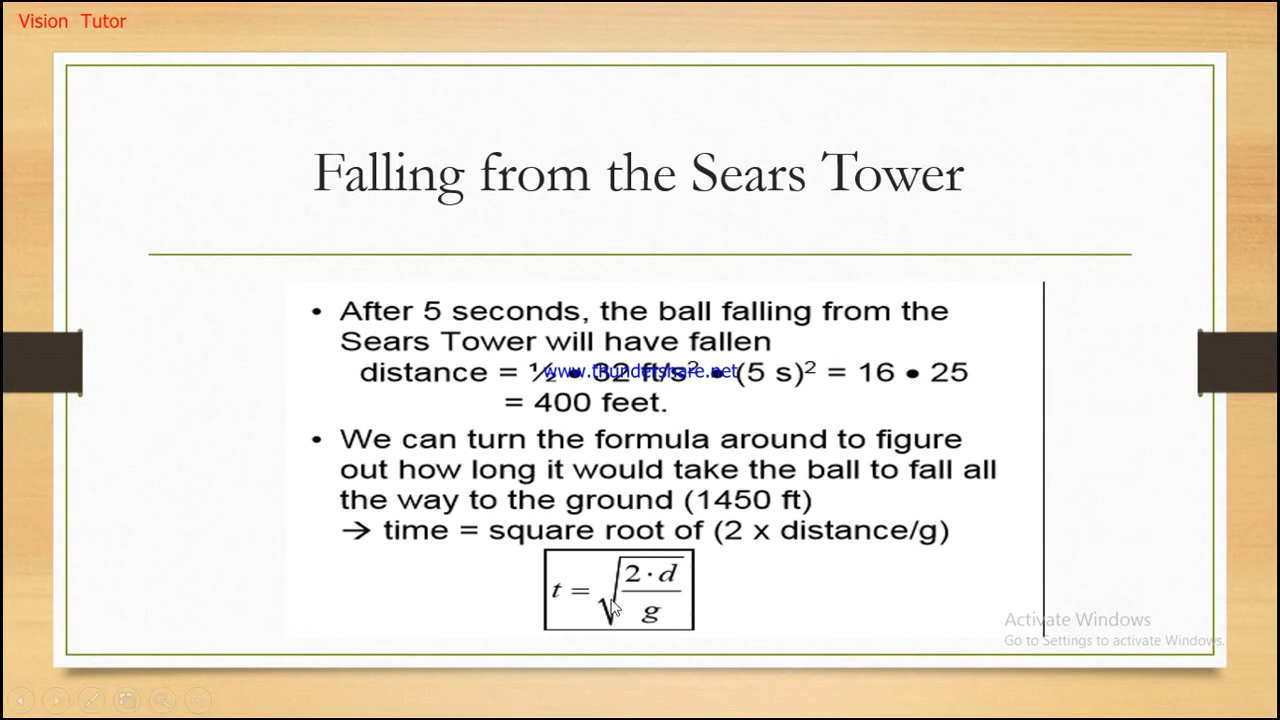 Vision Tutor
Falling from the Sears Tower
• After 5 seconds, the ball falling from the
Sears Tower will have fallen
distance = ½ • 32 ft/s² • (5 s)² = 16 • 25
www.thundershare.net
= 400 feet.
• We can turn the formula around to figure
out how long it would take the ball to fall all
the way to the ground (1450 ft)
→ time = square root of (2 x distance/g)
t = √(2 · d / g)
Activate Windows
Go to Settings to activate Windows.